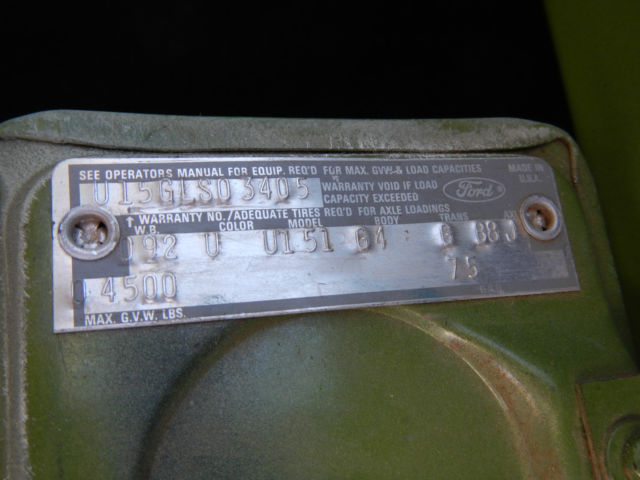 SEE OPERATORS MANUAL FOR EQUIP. REQ'D FOR MAX. GVW & LOAD CAPACITIES
MADE IN U.S.A.
U15GLS03405
WARRANTY VOID IF LOAD
CAPACITY EXCEEDED
Ford
↑ WARRANTY NO./ADEQUATE TIRES REQ'D FOR AXLE LOADINGS
W.B. COLOR MODEL BODY TRANS
092 V U151 64 G 88J
04500 75
MAX. G.V.W. LBS.